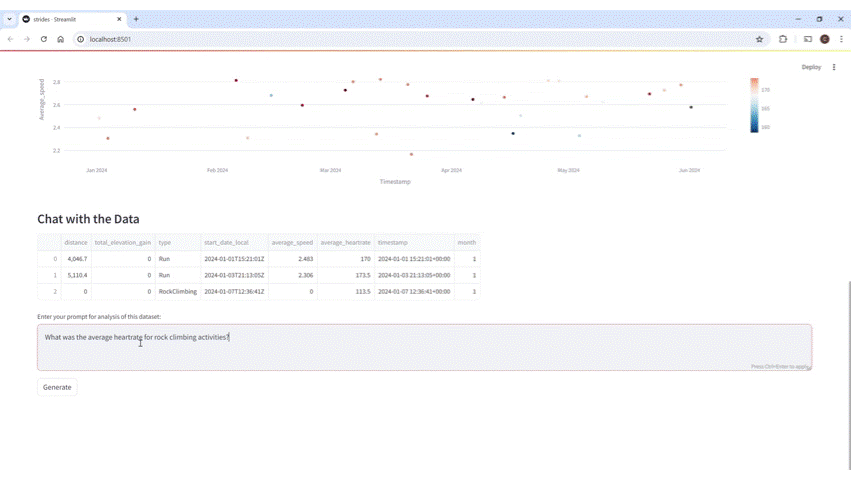 strides · Streamlit
localhost:8501
Deploy
Average_speed
2.8
2.6
2.4
2.2
170
165
160
Jan 2024 Feb 2024 Mar 2024 Apr 2024 May 2024 Jun 2024
Timestamp
Chat with the Data
distance total_elevation_gain type start_date_local average_speed average_heartrate timestamp month
0 4,046.7 0 Run 2024-01-01T15:21:01Z 2.483 170 2024-01-01 15:21:01+00:00 1
1 5,110.4 0 Run 2024-01-03T21:13:05Z 2.306 173.5 2024-01-03 21:13:05+00:00 1
2 0 0 RockClimbing 2024-01-07T12:36:41Z 0 113.5 2024-01-07 12:36:41+00:00 1
Enter your prompt for analysis of this dataset:
What was the average heartrate for rock climbing activities?
Press Ctrl+Enter to apply
Generate